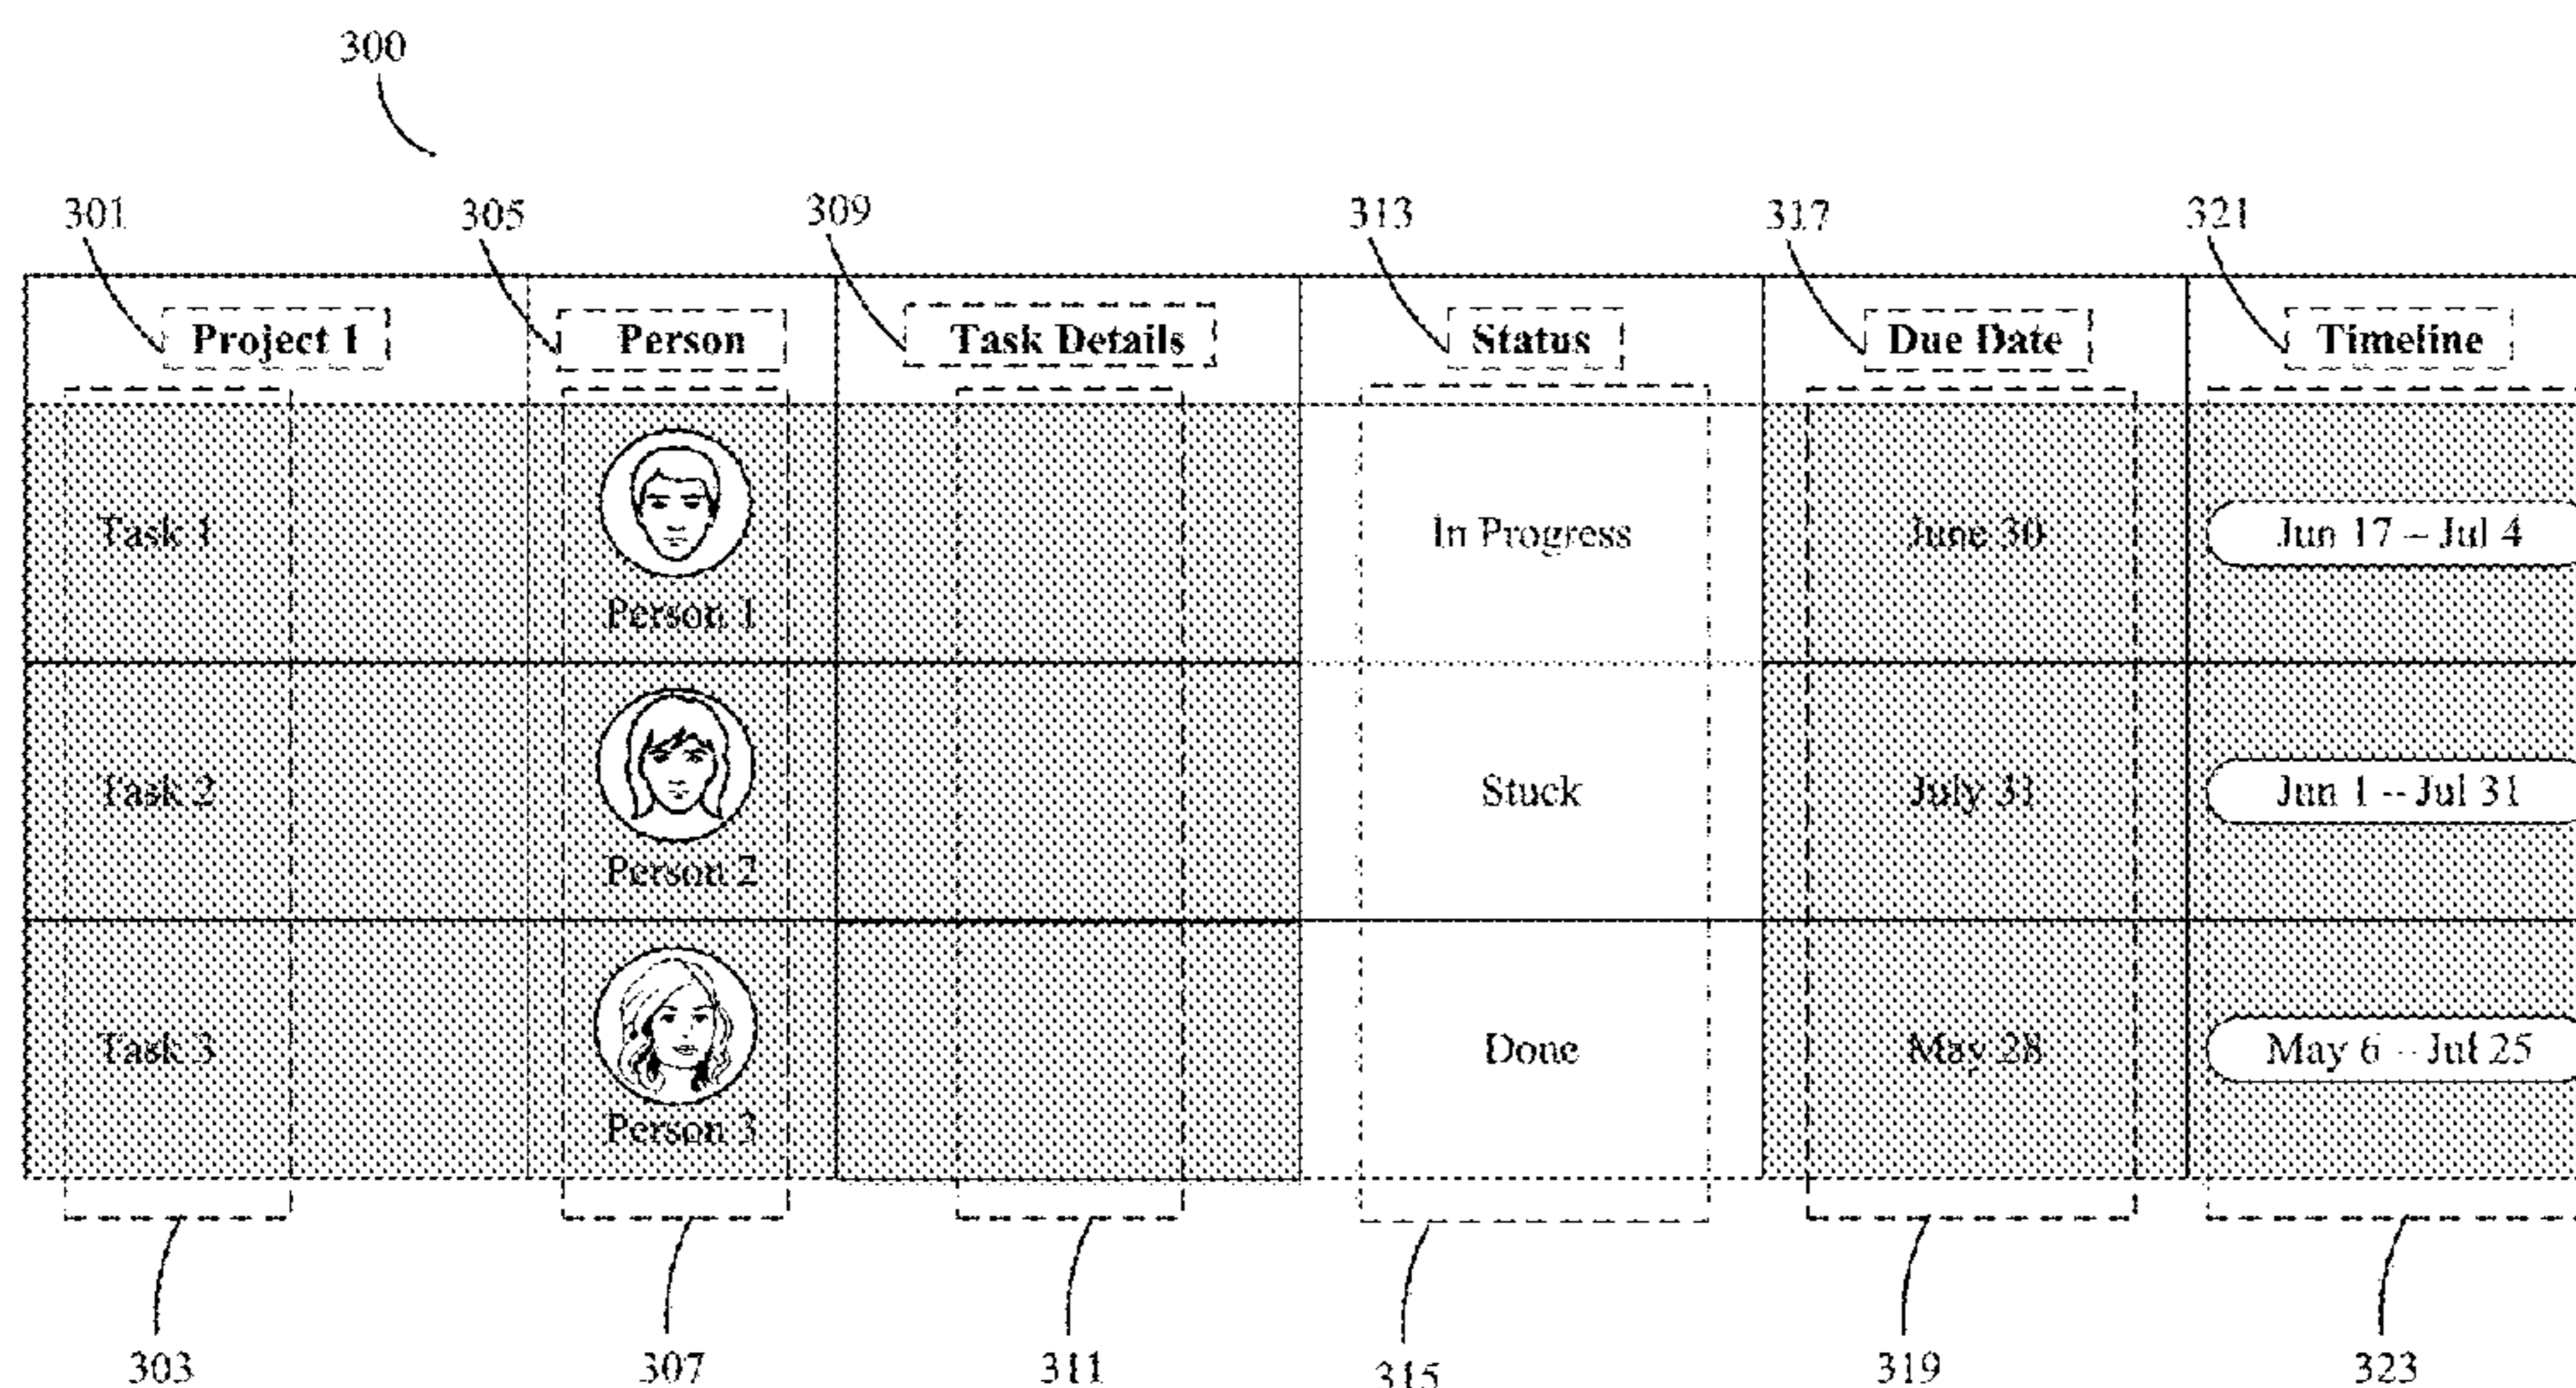 300
301 305 309 313 317 321
Project 1 Person Task Details Status Due Date Timeline
Task 1 In Progress June 30 Jun 17 – Jul 4
Person 1
Task 2 Stuck July 31 Jun 1 – Jul 31
Person 2
Task 3 Done May 28 May 6 – Jul 25
Person 3
303 307 311 315 319 323